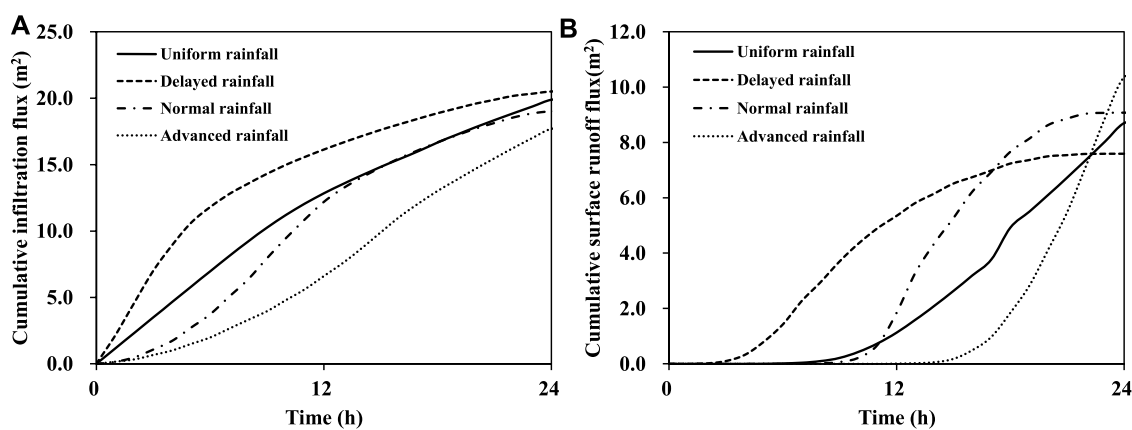 A
Cumulative infiltration flux (m²)
25.0
20.0
15.0
10.0
5.0
0.0
Uniform rainfall
Delayed rainfall
Normal rainfall
Advanced rainfall
0
12
24
Time (h)
B
Cumulative surface runoff flux(m²)
12.0
10.0
8.0
6.0
4.0
2.0
0.0
Uniform rainfall
Delayed rainfall
Normal rainfall
Advanced rainfall
0
12
24
Time (h)